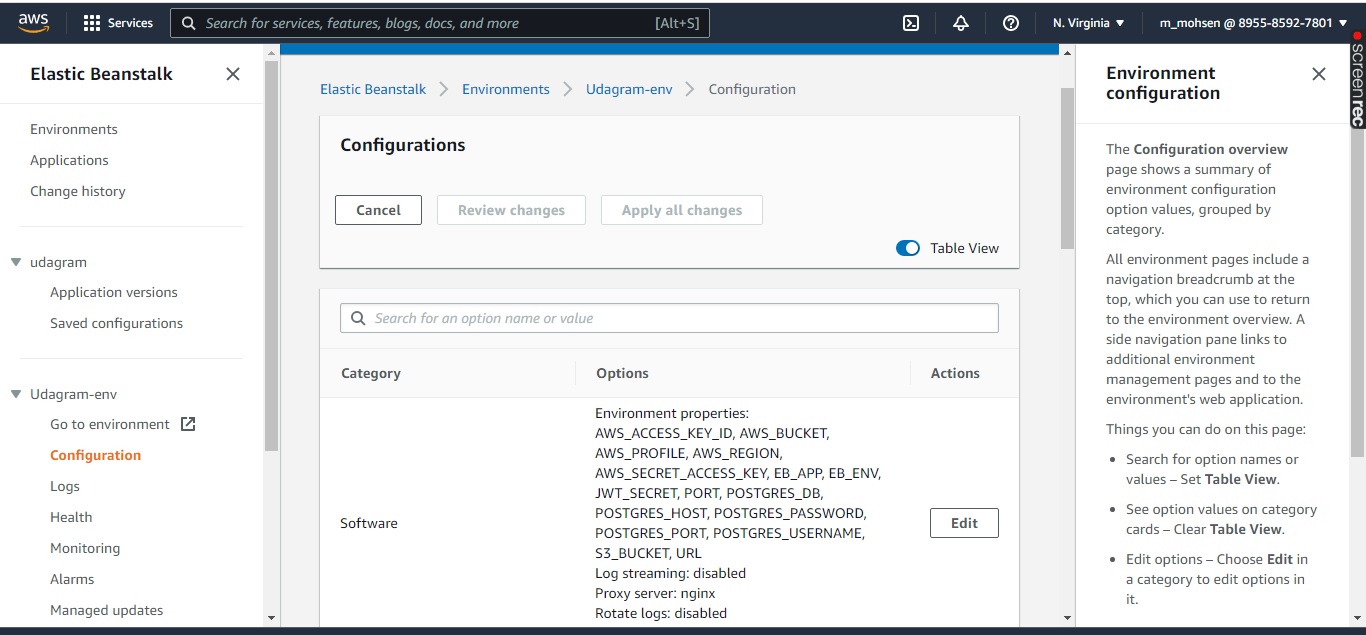 aws
Services
Search for services, features, blogs, docs, and more [Alt+S]
N. Virginia
m_mohsen @ 8955-8592-7801
screenrec
Elastic Beanstalk
Environments
Applications
Change history
udagram
Application versions
Saved configurations
Udagram-env
Go to environment
Configuration
Logs
Health
Monitoring
Alarms
Managed updates
Elastic Beanstalk
Environments
Udagram-env
Configuration
Configurations
Cancel
Review changes
Apply all changes
Table View
Search for an option name or value
Category
Options
Actions
Software
Environment properties:
AWS_ACCESS_KEY_ID, AWS_BUCKET,
AWS_PROFILE, AWS_REGION,
AWS_SECRET_ACCESS_KEY, EB_APP, EB_ENV,
JWT_SECRET, PORT, POSTGRES_DB,
POSTGRES_HOST, POSTGRES_PASSWORD,
POSTGRES_PORT, POSTGRES_USERNAME,
S3_BUCKET, URL
Log streaming: disabled
Proxy server: nginx
Rotate logs: disabled
Edit
Environment
configuration
The Configuration overview
page shows a summary of
environment configuration
option values, grouped by
category.
All environment pages include a
navigation breadcrumb at the
top, which you can use to return
to the environment overview. A
side navigation pane links to
additional environment
management pages and to the
environment's web application.
Things you can do on this page:
• Search for option names or
values – Set Table View.
• See option values on category
cards – Clear Table View.
• Edit options – Choose Edit in
a category to edit options in
it.